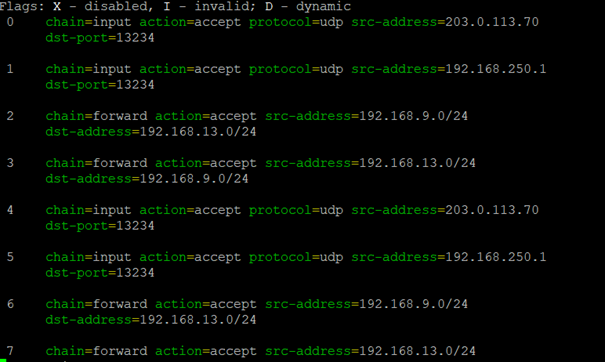 Flags: X - disabled, I - invalid; D - dynamic
0 chain=input action=accept protocol=udp src-address=203.0.113.70
dst-port=13234
1 chain=input action=accept protocol=udp src-address=192.168.250.1
dst-port=13234
2 chain=forward action=accept src-address=192.168.9.0/24
dst-address=192.168.13.0/24
3 chain=forward action=accept src-address=192.168.13.0/24
dst-address=192.168.9.0/24
4 chain=input action=accept protocol=udp src-address=203.0.113.70
dst-port=13234
5 chain=input action=accept protocol=udp src-address=192.168.250.1
dst-port=13234
6 chain=forward action=accept src-address=192.168.9.0/24
dst-address=192.168.13.0/24
7 chain=forward action=accept src-address=192.168.13.0/24